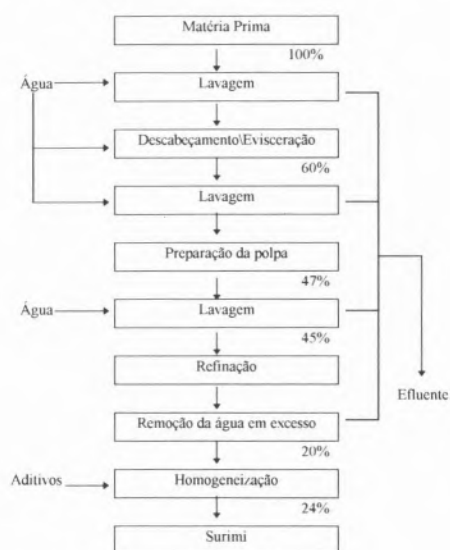 Matéria Prima
100%
Água
Lavagem
Descabeçamento\Evisceração
60%
Lavagem
Preparação da polpa
47%
Água
Lavagem
45%
Refinação
Efluente
Remoção da água em excesso
20%
Aditivos
Homogeneização
24%
Surimi